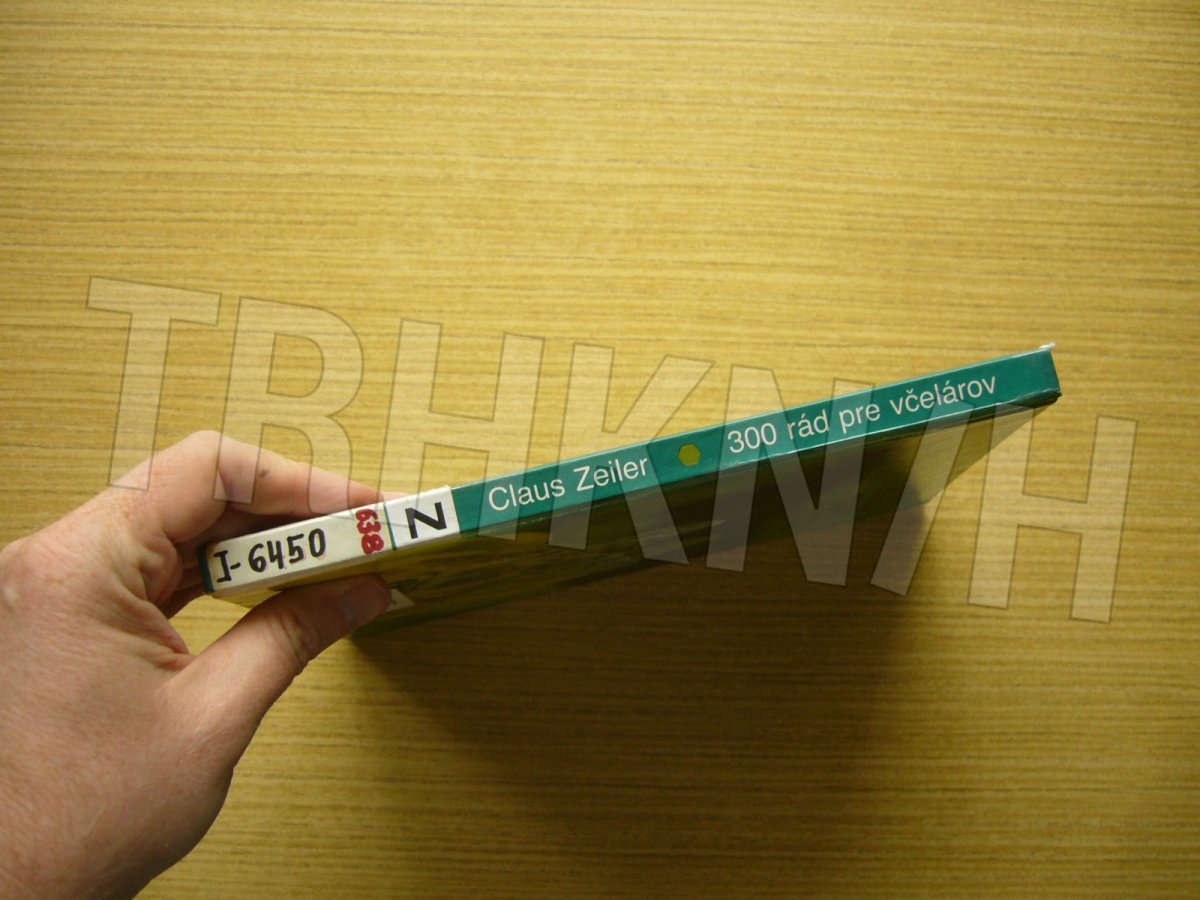 I-6450 638 N Claus Zeiler 300 rád pre včelárov
TRHKNIH